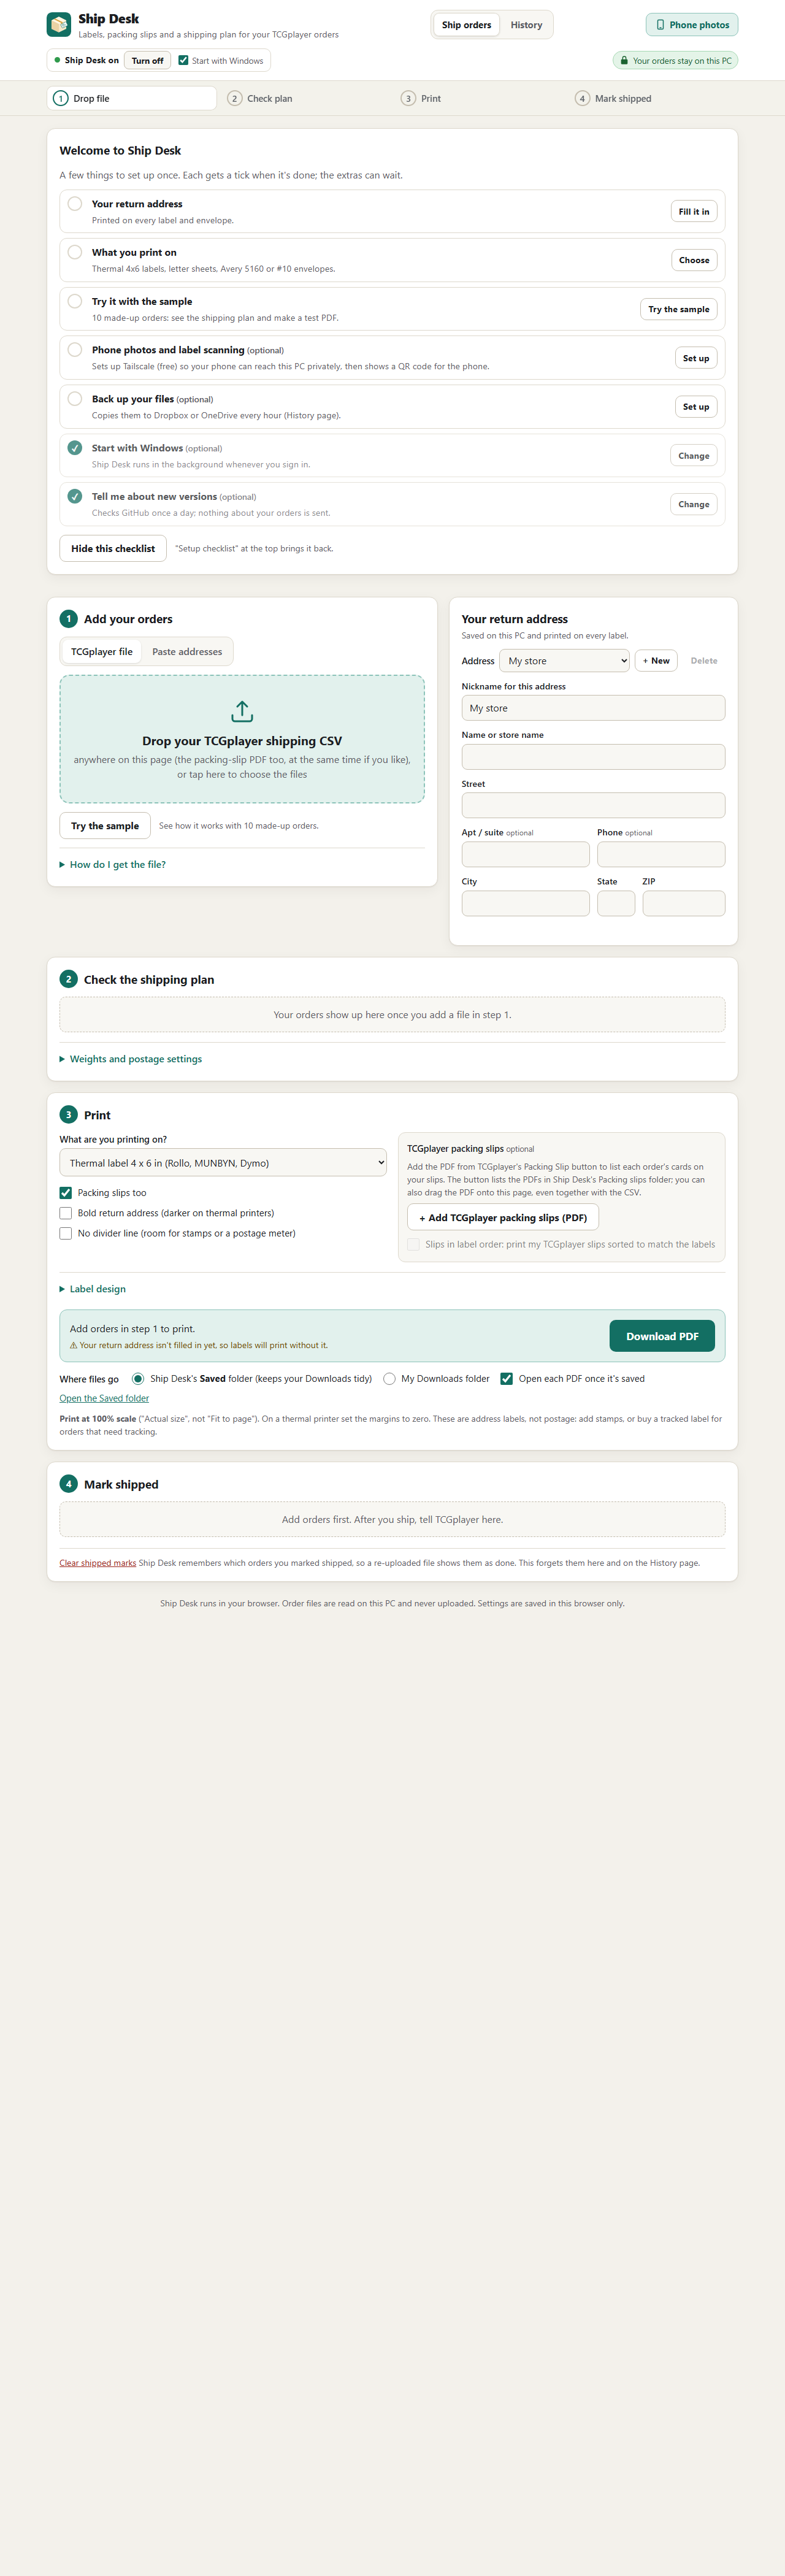 Ship Desk
Labels, packing slips and a shipping plan for your TCGplayer orders
Ship orders
History
Phone photos
Ship Desk on
Turn off
Start with Windows
Your orders stay on this PC
1 Drop file
2 Check plan
3 Print
4 Mark shipped
Welcome to Ship Desk
A few things to set up once. Each gets a tick when it's done; the extras can wait.
Your return address
Printed on every label and envelope.
Fill it in
What you print on
Thermal 4x6 labels, letter sheets, Avery 5160 or #10 envelopes.
Choose
Try it with the sample
10 made-up orders: see the shipping plan and make a test PDF.
Try the sample
Phone photos and label scanning (optional)
Sets up Tailscale (free) so your phone can reach this PC privately, then shows a QR code for the phone.
Set up
Back up your files (optional)
Copies them to Dropbox or OneDrive every hour (History page).
Set up
Start with Windows (optional)
Ship Desk runs in the background whenever you sign in.
Change
Tell me about new versions (optional)
Checks GitHub once a day; nothing about your orders is sent.
Change
Hide this checklist
"Setup checklist" at the top brings it back.
1 Add your orders
TCGplayer file
Paste addresses
Drop your TCGplayer shipping CSV
anywhere on this page (the packing-slip PDF too, at the same time if you like),
or tap here to choose the files
Try the sample
See how it works with 10 made-up orders.
How do I get the file?
Your return address
Saved on this PC and printed on every label.
Address
My store
+ New
Delete
Nickname for this address
My store
Name or store name
Street
Apt / suite optional
Phone optional
City
State
ZIP
2 Check the shipping plan
Your orders show up here once you add a file in step 1.
Weights and postage settings
3 Print
What are you printing on?
Thermal label 4 x 6 in (Rollo, MUNBYN, Dymo)
Packing slips too
Bold return address (darker on thermal printers)
No divider line (room for stamps or a postage meter)
TCGplayer packing slips optional
Add the PDF from TCGplayer's Packing Slip button to list each order's cards on
your slips. The button lists the PDFs in Ship Desk's Packing slips folder; you can
also drag the PDF onto this page, even together with the CSV.
+ Add TCGplayer packing slips (PDF)
Slips in label order: print my TCGplayer slips sorted to match the labels
Label design
Add orders in step 1 to print.
⚠ Your return address isn't filled in yet, so labels will print without it.
Download PDF
Where files go
Ship Desk's Saved folder (keeps your Downloads tidy)
My Downloads folder
Open each PDF once it's saved
Open the Saved folder
Print at 100% scale ("Actual size", not "Fit to page"). On a thermal printer set the margins to zero. These are address labels, not postage: add stamps, or buy a tracked label for
orders that need tracking.
4 Mark shipped
Add orders first. After you ship, tell TCGplayer here.
Clear shipped marks Ship Desk remembers which orders you marked shipped, so a re-uploaded file shows them as done. This forgets them here and on the History page.
Ship Desk runs in your browser. Order files are read on this PC and never uploaded. Settings are saved in this browser only.